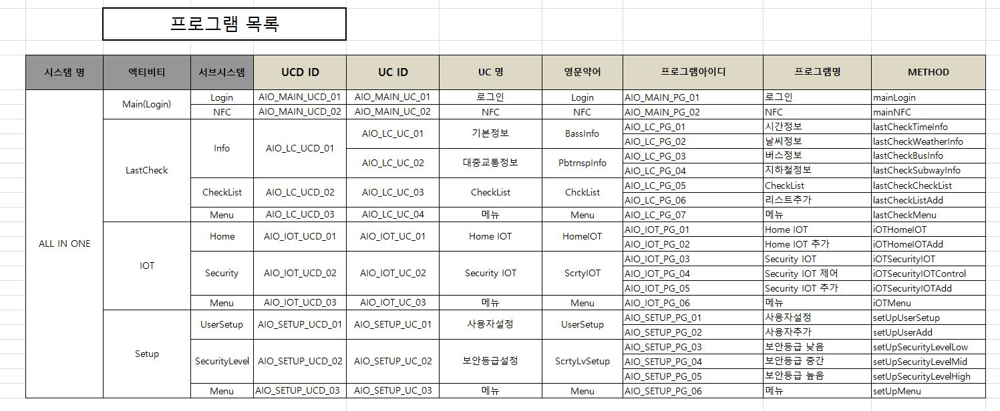 프로그램 목록
시스템 명 엑티비티 서브시스템 UCD ID UC ID UC 명 영문약어 프로그램아이디 프로그램명 METHOD
ALL IN ONE Main(Login) Login AIO_MAIN_UCD_01 AIO_MAIN_UC_01 로그인 Login AIO_MAIN_PG_01 로그인 mainLogin
NFC AIO_MAIN_UCD_02 AIO_MAIN_UC_02 NFC NFC AIO_MAIN_PG_02 NFC mainNFC
LastCheck Info AIO_LC_UCD_01 AIO_LC_UC_01 기본정보 BassInfo AIO_LC_PG_01 시간정보 lastCheckTimeInfo
AIO_LC_PG_02 날씨정보 lastCheckWeatherInfo
AIO_LC_UC_02 대중교통정보 PbtrnspInfo AIO_LC_PG_03 버스정보 lastCheckBusInfo
AIO_LC_PG_04 지하철정보 lastCheckSubwayInfo
CheckList AIO_LC_UCD_02 AIO_LC_UC_03 CheckList ChckList AIO_LC_PG_05 CheckList lastCheckCheckList
AIO_LC_PG_06 리스트추가 lastCheckListAdd
Menu AIO_LC_UCD_03 AIO_LC_UC_04 메뉴 Menu AIO_LC_PG_07 메뉴 lastCheckMenu
IOT Home AIO_IOT_UCD_01 AIO_IOT_UC_01 Home IOT HomeIOT AIO_IOT_PG_01 Home IOT iOTHomeIOT
AIO_IOT_PG_02 Home IOT 추가 iOTHomeIOTAdd
Security AIO_IOT_UCD_02 AIO_IOT_UC_02 Security IOT ScrtyIOT AIO_IOT_PG_03 Security IOT iOTSecurityIOT
AIO_IOT_PG_04 Security IOT 제어 iOTSecurityIOTControl
AIO_IOT_PG_05 Security IOT 추가 iOTSecurityIOTAdd
Menu AIO_IOT_UCD_03 AIO_IOT_UC_03 메뉴 Menu AIO_IOT_PG_06 메뉴 iOTMenu
Setup UserSetup AIO_SETUP_UCD_01 AIO_SETUP_UC_01 사용자설정 UserSetup AIO_SETUP_PG_01 사용자설정 setUpUserSetup
AIO_SETUP_PG_02 사용자추가 setUpUserAdd
SecurityLevel AIO_SETUP_UCD_02 AIO_SETUP_UC_02 보안등급설정 ScrtyLvSetup AIO_SETUP_PG_03 보안등급 낮음 setUpSecurityLevelLow
AIO_SETUP_PG_04 보안등급 중간 setUpSecurityLevelMid
AIO_SETUP_PG_05 보안등급 높음 setUpSecurityLevelHigh
Menu AIO_SETUP_UCD_03 AIO_SETUP_UC_03 메뉴 Menu AIO_SETUP_PG_06 메뉴 setUpMenu